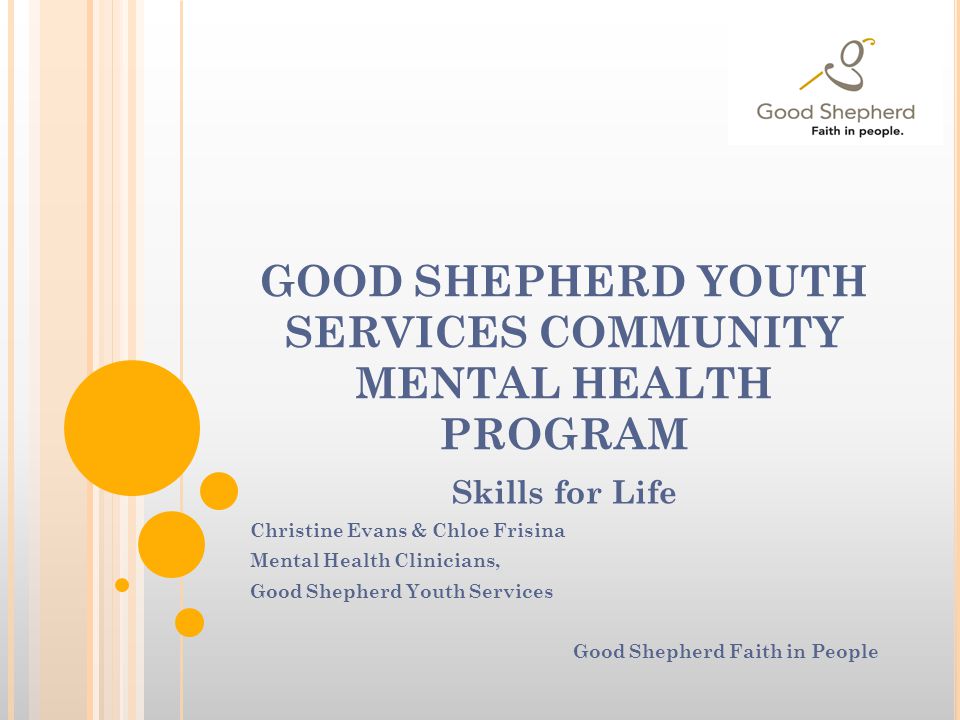 Good Shepherd
Faith in people.
GOOD SHEPHERD YOUTH
SERVICES COMMUNITY
MENTAL HEALTH
PROGRAM
Skills for Life
Christine Evans & Chloe Frisina
Mental Health Clinicians,
Good Shepherd Youth Services
Good Shepherd Faith in People